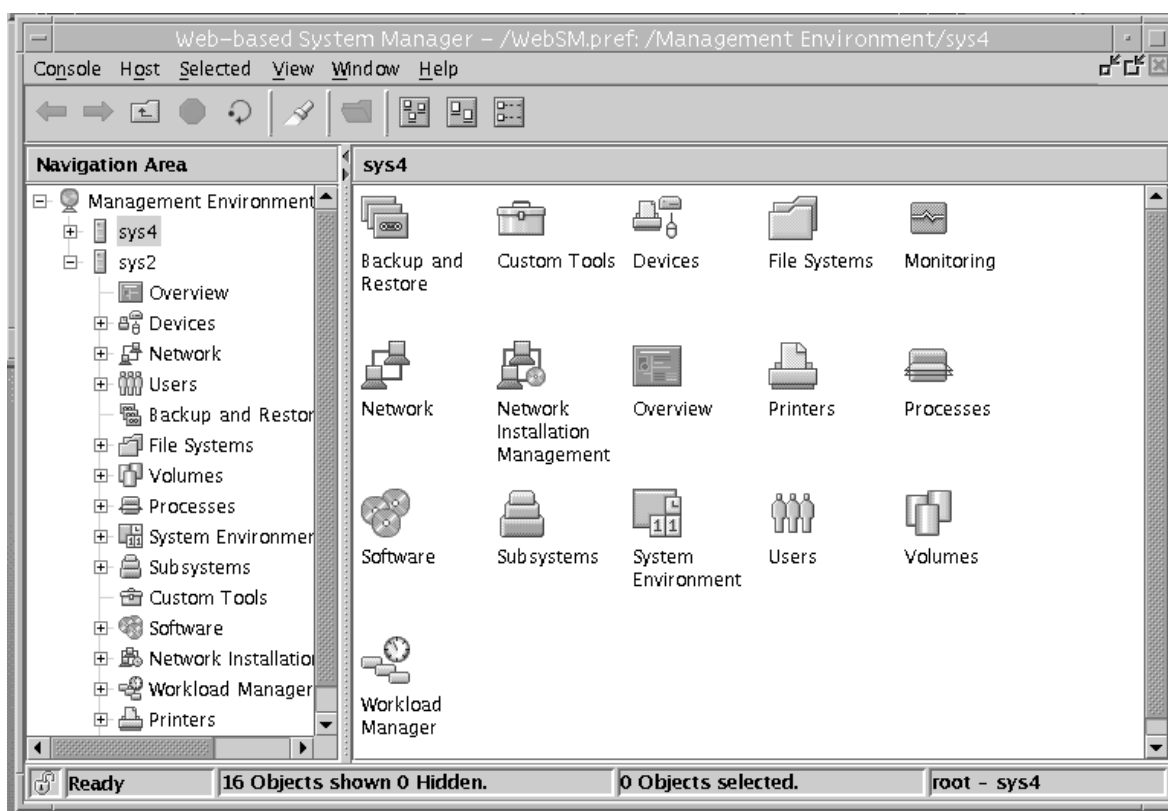 Web-based System Manager - /WebSM.pref: /Management Environment/sys4
Console Host Selected View Window Help
Navigation Area
Management Environment
sys4
sys2
Overview
Devices
Network
Users
Backup and Restor
File Systems
Volumes
Processes
System Environmer
Subsystems
Custom Tools
Software
Network Installatio
Workload Manager
Printers
sys4
Backup and
Restore
Custom Tools
Devices
File Systems
Monitoring
Network
Network
Installation
Management
Overview
Printers
Processes
Software
Subsystems
System
Environment
Users
Volumes
Workload
Manager
Ready
16 Objects shown 0 Hidden.
0 Objects selected.
root - sys4